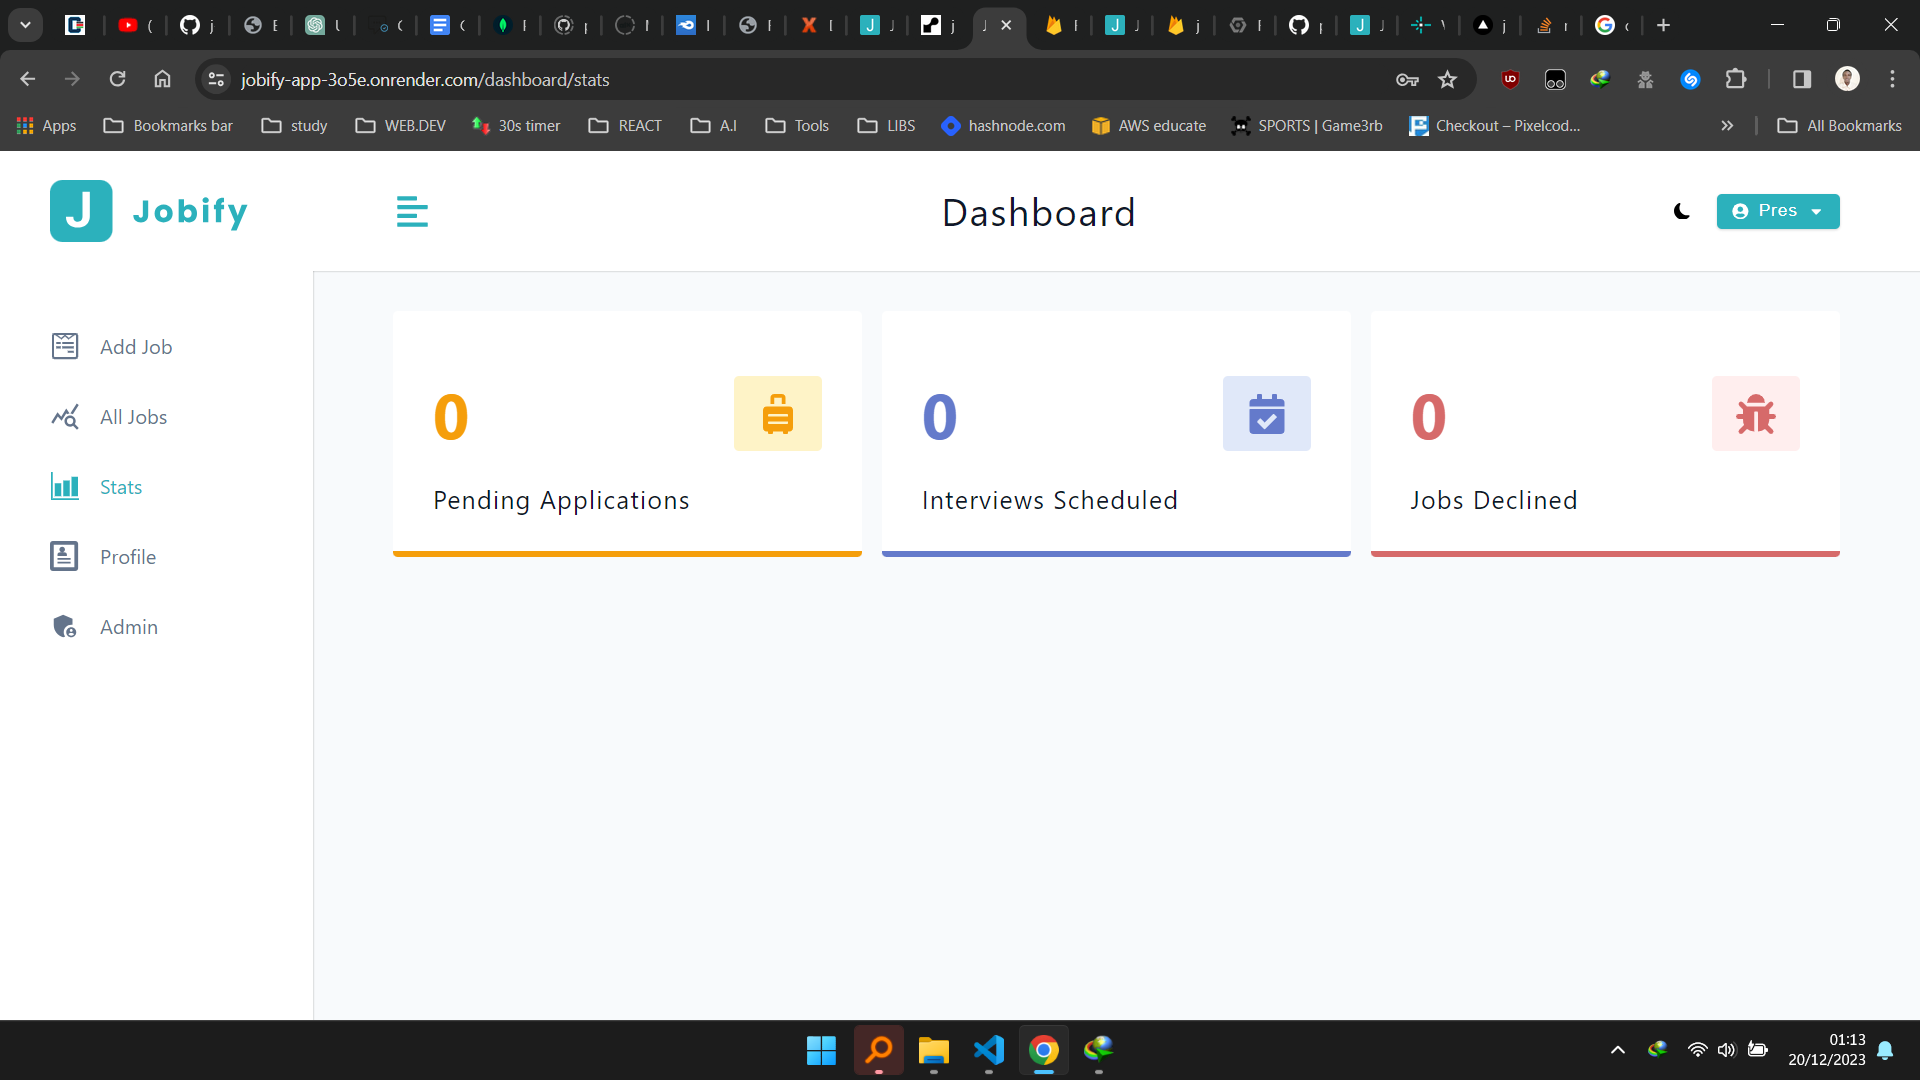 jobify-app-3o5e.onrender.com/dashboard/stats
Apps
Bookmarks bar
study
WEB.DEV
30s timer
REACT
A.I
Tools
LIBS
hashnode.com
AWS educate
SPORTS | Game3rb
Checkout – Pixelcod...
All Bookmarks
J Jobify
Dashboard
Pres
Add Job
All Jobs
Stats
Profile
Admin
0
Pending Applications
0
Interviews Scheduled
0
Jobs Declined
01:13
20/12/2023